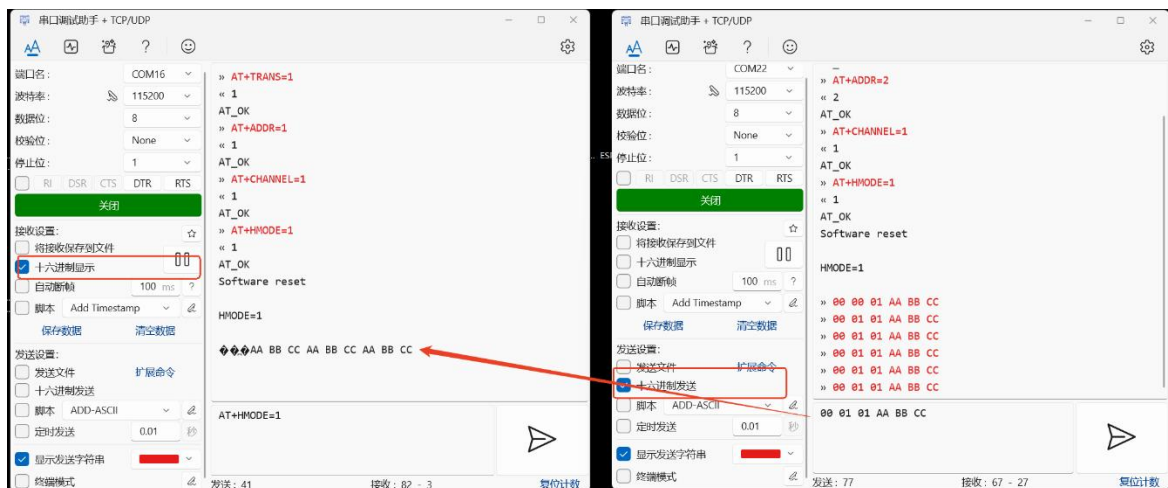 串口调试助手 + TCP/UDP
端口名:
COM16
波特率:
115200
数据位:
8
校验位:
None
停止位:
1
RI DSR CTS DTR RTS
关闭
接收设置:
将接收保存到文件
十六进制显示
自动断帧
100 ms ?
脚本
Add Timestamp
保存数据
清空数据
发送设置:
发送文件
扩展命令
十六进制发送
脚本
ADD-ASCII
定时发送
0.01
秒
显示发送字符串
终端模式
» AT+TRANS=1
« 1
AT_OK
» AT+ADDR=1
« 1
AT_OK
» AT+CHANNEL=1
« 1
AT_OK
» AT+HMODE=1
« 1
AT_OK
Software reset
HMODE=1
AA BB CC AA BB CC AA BB CC
AT+HMODE=1
发送: 41
接收: 82 - 3
复位计数
ESI
串口调试助手 + TCP/UDP
端口名:
COM22
波特率:
115200
数据位:
8
校验位:
None
停止位:
1
RI DSR CTS DTR RTS
关闭
接收设置:
将接收保存到文件
十六进制显示
自动断帧
100 ms ?
脚本
Add Timestamp
保存数据
清空数据
发送设置:
发送文件
扩展命令
十六进制发送
脚本
ADD-ASCII
定时发送
0.01
秒
显示发送字符串
终端模式
» AT+ADDR=2
« 2
AT_OK
» AT+CHANNEL=1
« 1
AT_OK
» AT+HMODE=1
« 1
AT_OK
Software reset
HMODE=1
» 00 00 01 AA BB CC
» 00 01 01 AA BB CC
» 00 01 01 AA BB CC
» 00 01 01 AA BB CC
» 00 01 01 AA BB CC
» 00 01 01 AA BB CC
00 01 01 AA BB CC
发送: 77
接收: 67 - 27
复位计数